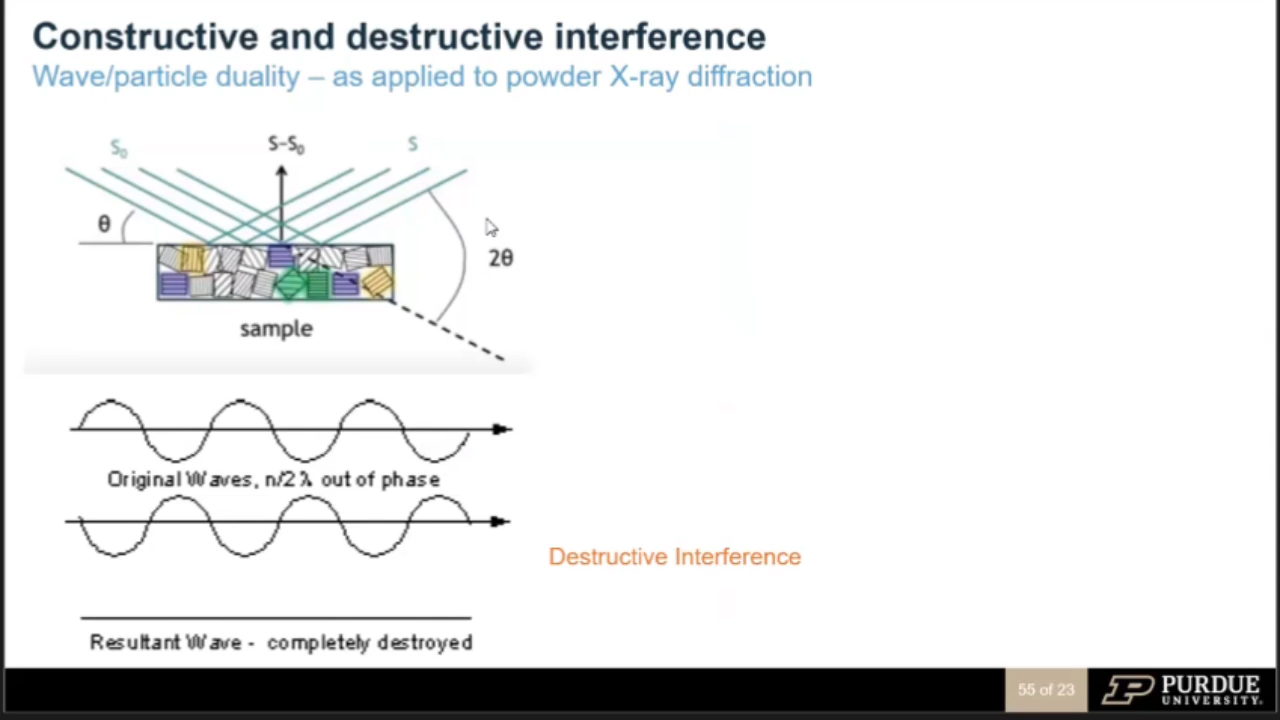 Constructive and destructive interference
Wave/particle duality – as applied to powder X-ray diffraction
S₀
S-S₀
S
θ
2θ
sample
Original Waves, n/2 λ out of phase
Destructive Interference
Resultant Wave - completely destroyed
55 of 23
PURDUE
UNIVERSITY.